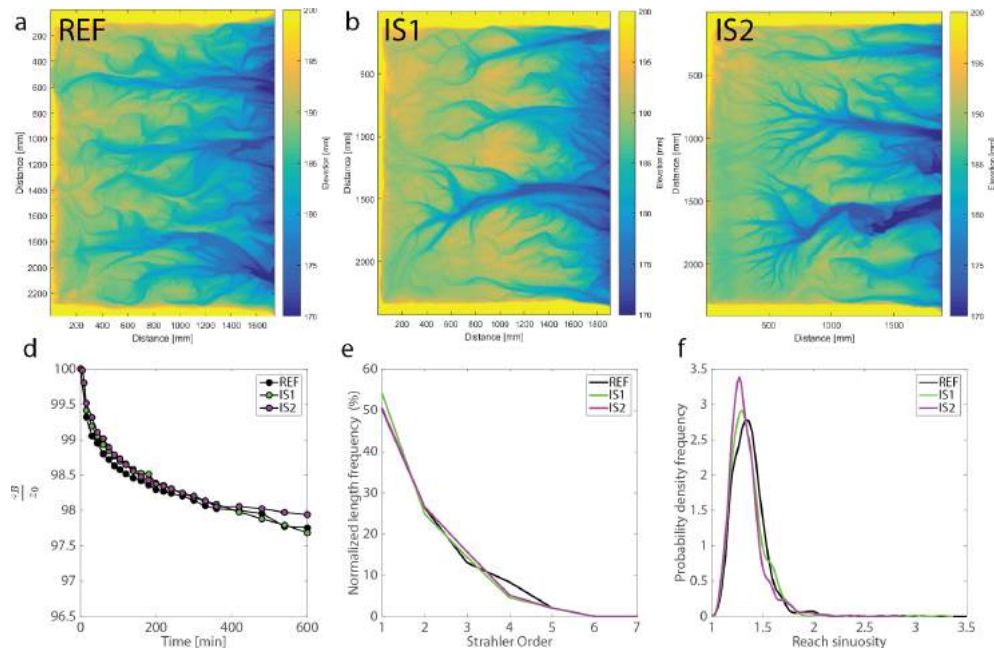 a REF
b IS1
IS2
200
400
600
800
1000
1200
1400
1600
1800
2000
2200
Distance [mm]
200 400 600 800 1000 1200 1400 1600
Distance [mm]
200
195
190
185
180
175
170
Elevation [mm]
500
1000
1500
2000
Distance [mm]
200 400 600 800 1000 1200 1400 1600 1800
Distance [mm]
200
195
190
185
180
175
170
Elevation [mm]
500
1000
1500
2000
Distance [mm]
500 1000 1500
Distance [mm]
200
195
190
185
180
175
170
Elevation [mm]
d
100
99.5
99
98.5
98
97.5
97
96.5
0 200 400 600
Time [min]
REF
IS1
IS2
e
Normalized length frequency (%)
60
50
40
30
20
10
0
1 2 3 4 5 6 7
Strahler Order
REF
IS1
IS2
f
Probability density frequency
3.5
3
2.5
2
1.5
1
0.5
0
1 1.5 2 2.5 3 3.5
Reach sinuosity
REF
IS1
IS2